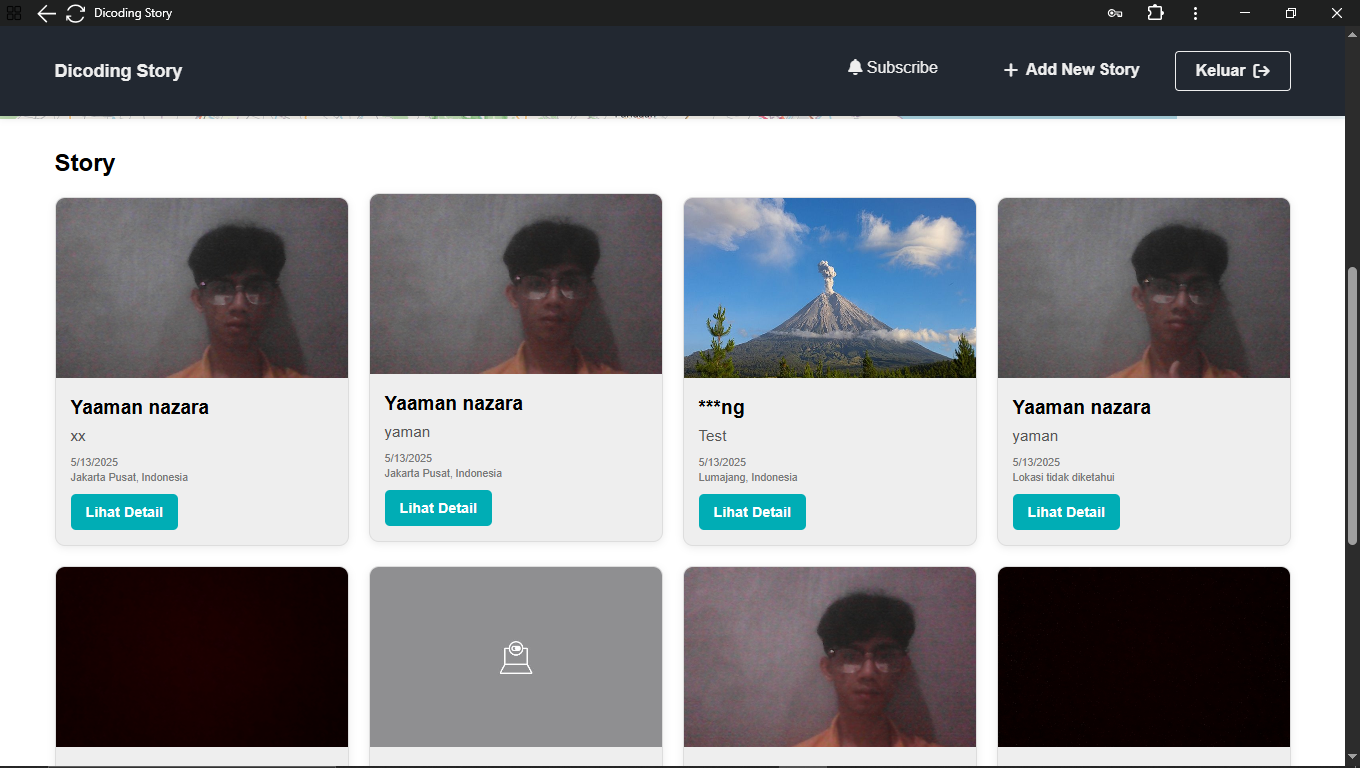 Dicoding Story
Dicoding Story
Subscribe
+ Add New Story
Keluar
Story
Yaaman nazara
xx
5/13/2025
Jakarta Pusat, Indonesia
Lihat Detail
Yaaman nazara
yaman
5/13/2025
Jakarta Pusat, Indonesia
Lihat Detail
***ng
Test
5/13/2025
Lumajang, Indonesia
Lihat Detail
Yaaman nazara
yaman
5/13/2025
Lokasi tidak diketahui
Lihat Detail